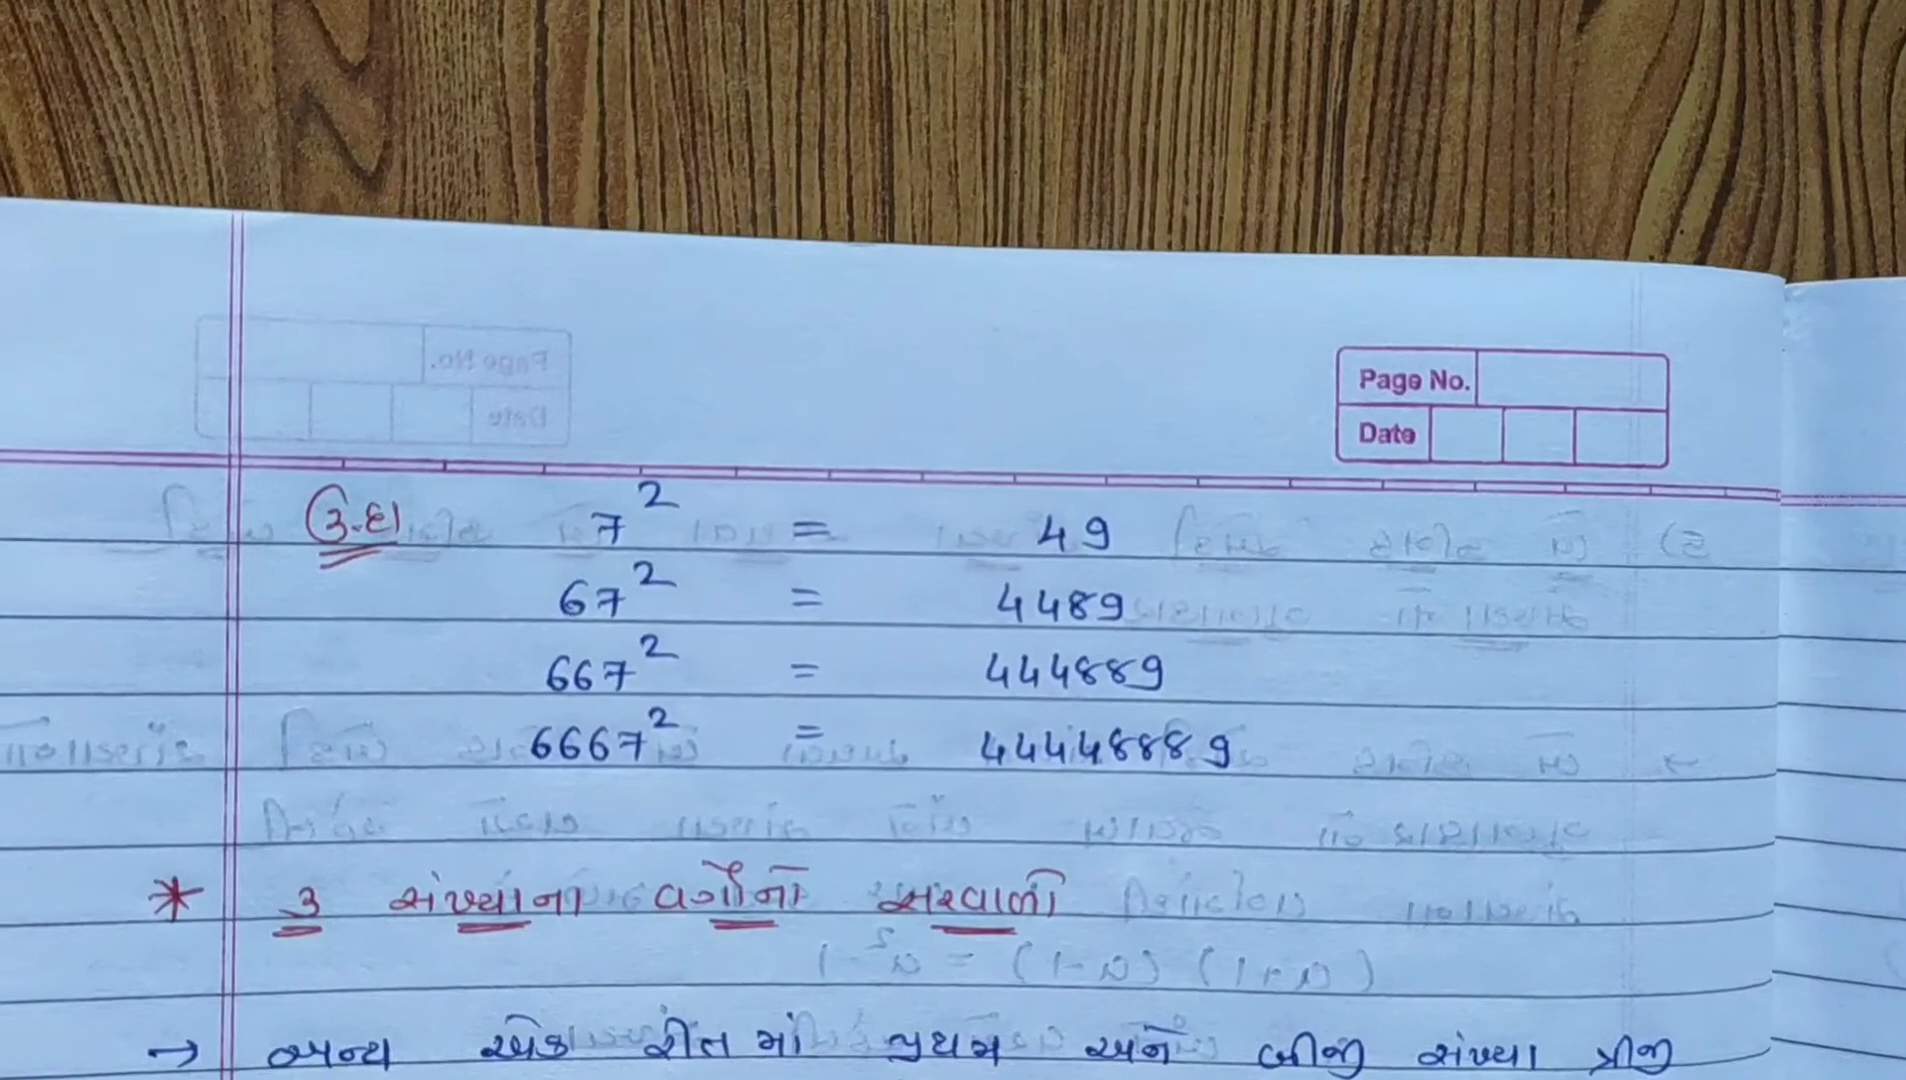 Page No.
Date
ઉ.દા. 7² = 49
67² = 4489
667² = 444889
6667² = 44448889
* 3 સંખ્યાના વર્ગોનો સરવાળો
→ અન્ય એક રીત માં પ્રથમ અને બીજી સંખ્યા ત્રીજી